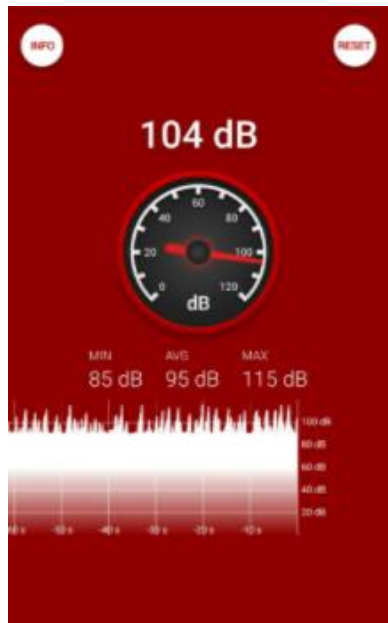 INFO
RESET
104 dB
0
20
40
60
80
100
120
dB
MIN AVG MAX
85 dB 95 dB 115 dB
100 dB
80 dB
60 dB
40 dB
20 dB
-50 s -40 s -30 s -20 s -10 s